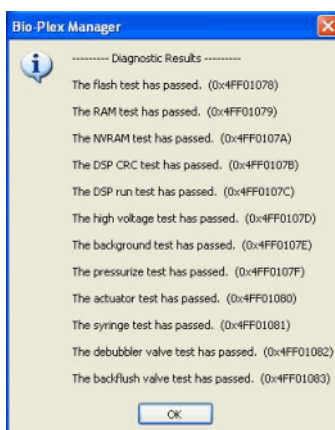 Bio-Plex Manager
--------- Diagnostic Results ---------
The flash test has passed. (0x4FF01078)
The RAM test has passed. (0x4FF01079)
The NVRAM test has passed. (0x4FF0107A)
The DSP CRC test has passed. (0x4FF0107B)
The DSP run test has passed. (0x4FF0107C)
The high voltage test has passed. (0x4FF0107D)
The background test has passed. (0x4FF0107E)
The pressurize test has passed. (0x4FF0107F)
The actuator test has passed. (0x4FF01080)
The syringe test has passed. (0x4FF01081)
The debubbler valve test has passed. (0x4FF01082)
The backflush valve test has passed. (0x4FF01083)
OK